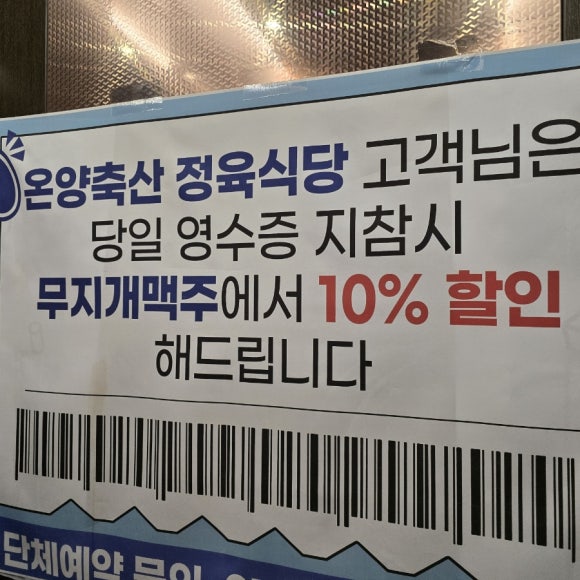 온양축산 정육식당 고객님은
당일 영수증 지참시
무지개맥주에서 10% 할인
해드립니다
단체예약 문의